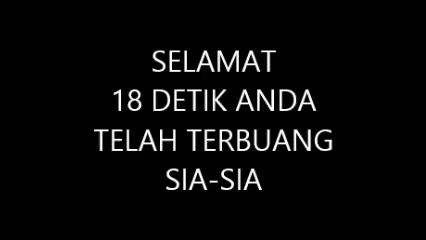 SELAMAT
18 DETIK ANDA
TELAH TERBUANG
SIA-SIA